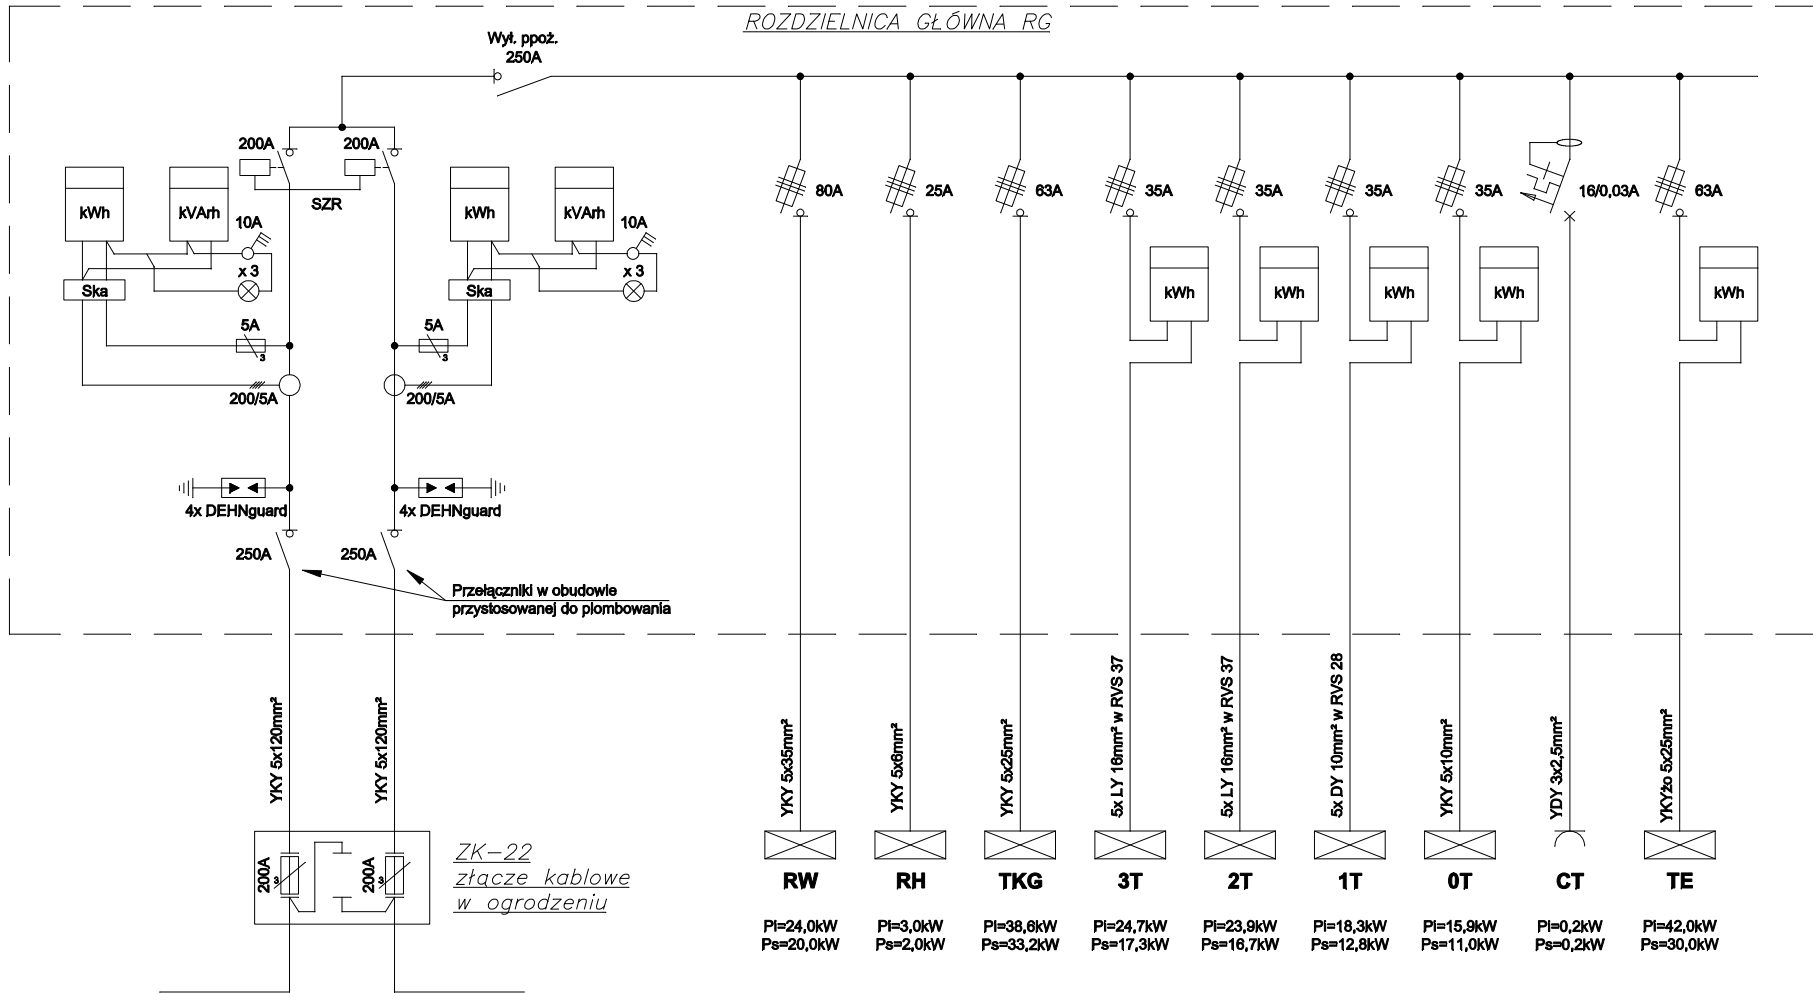 ROZDZIELNICA GŁÓWNA RG
Wył. ppoż.
250A
200A
200A
SZR
kWh
kVArh
10A
x 3
Ska
5A
3
200/5A
kWh
kVArh
10A
x 3
Ska
5A
3
200/5A
4x DEHNguard
4x DEHNguard
250A
250A
Przełączniki w obudowie
przystosowanej do plombowania
80A
25A
63A
35A
35A
35A
35A
16/0,03A
63A
kWh
kWh
kWh
kWh
kWh
YKY 5x120mm²
YKY 5x120mm²
YKY 5x35mm²
YKY 5x6mm²
YKY 5x25mm²
5x LY 16mm² w RVS 37
5x LY 16mm² w RVS 37
5x DY 10mm² w RVS 28
YKY 5x10mm²
YDY 3x2,5mm²
YKYżo 5x25mm²
200A
3
200A
3
ZK-22
złącze kablowe
w ogrodzeniu
RW
RH
TKG
3T
2T
1T
0T
CT
TE
Pi=24,0kW
Ps=20,0kW
Pi=3,0kW
Ps=2,0kW
Pi=38,6kW
Ps=33,2kW
Pi=24,7kW
Ps=17,3kW
Pi=23,9kW
Ps=16,7kW
Pi=18,3kW
Ps=12,8kW
Pi=15,9kW
Ps=11,0kW
Pi=0,2kW
Ps=0,2kW
Pi=42,0kW
Ps=30,0kW